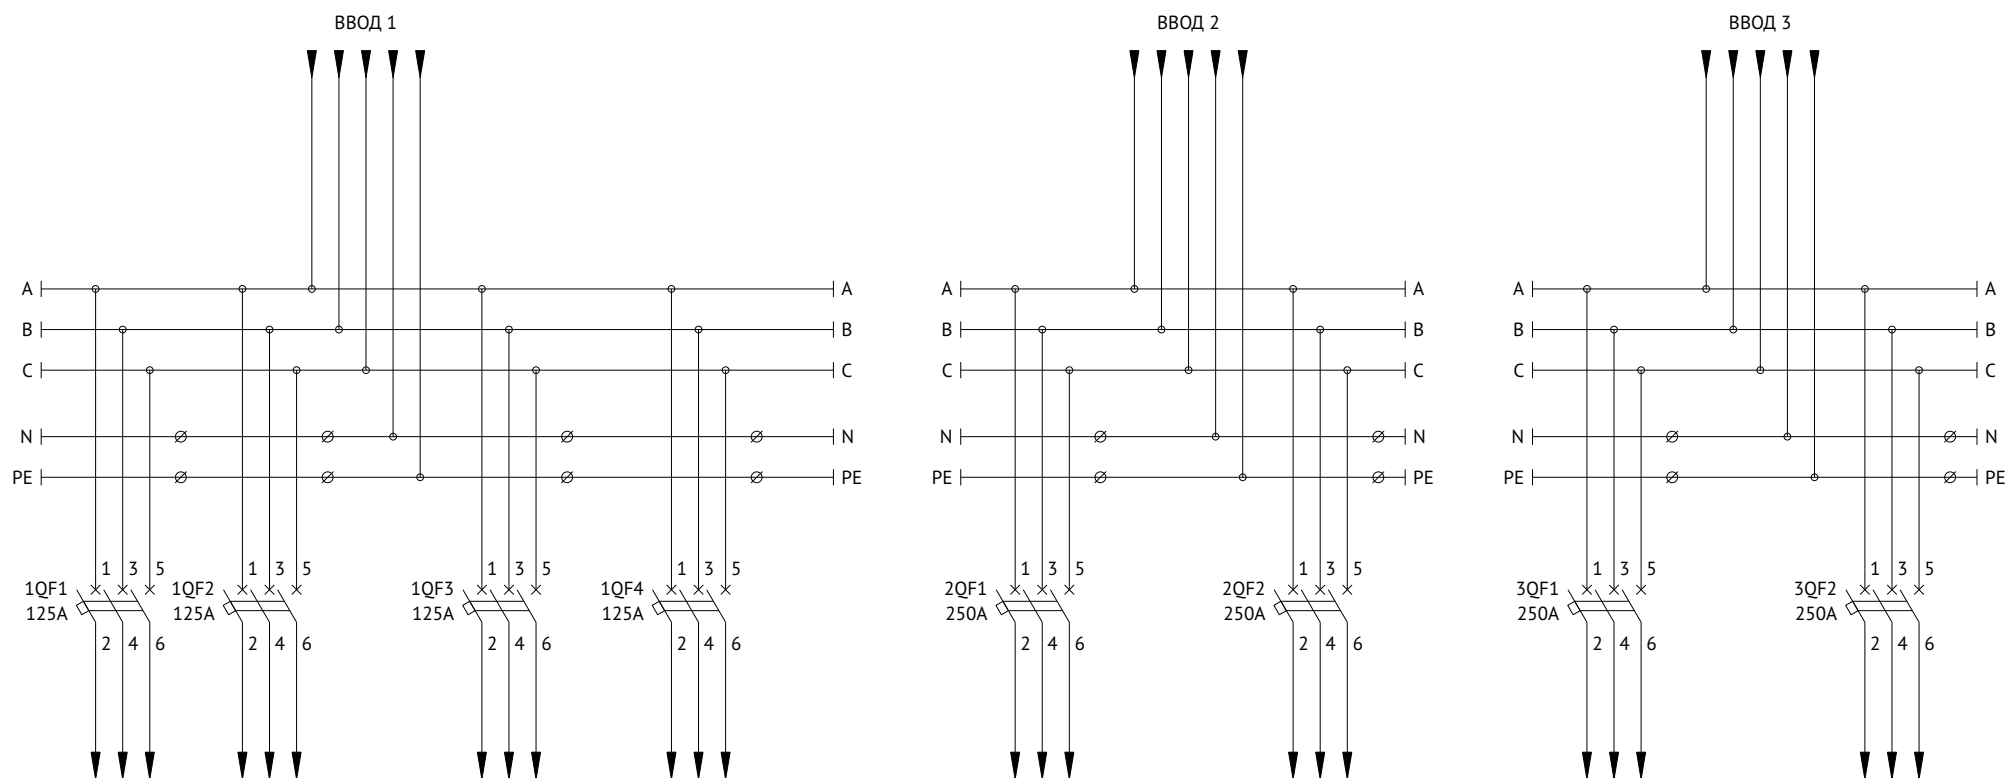 ВВОД 1
ВВОД 2
ВВОД 3
A A A A A A
B B B B B B
C C C C C C
N N N N N N
PE PE PE PE PE PE
1 3 5 1 3 5 1 3 5 1 3 5 1 3 5 1 3 5 1 3 5 1 3 5
1QF1 1QF2 1QF3 1QF4 2QF1 2QF2 3QF1 3QF2
125A 125A 125A 125A 250A 250A 250A 250A
2 4 6 2 4 6 2 4 6 2 4 6 2 4 6 2 4 6 2 4 6 2 4 6